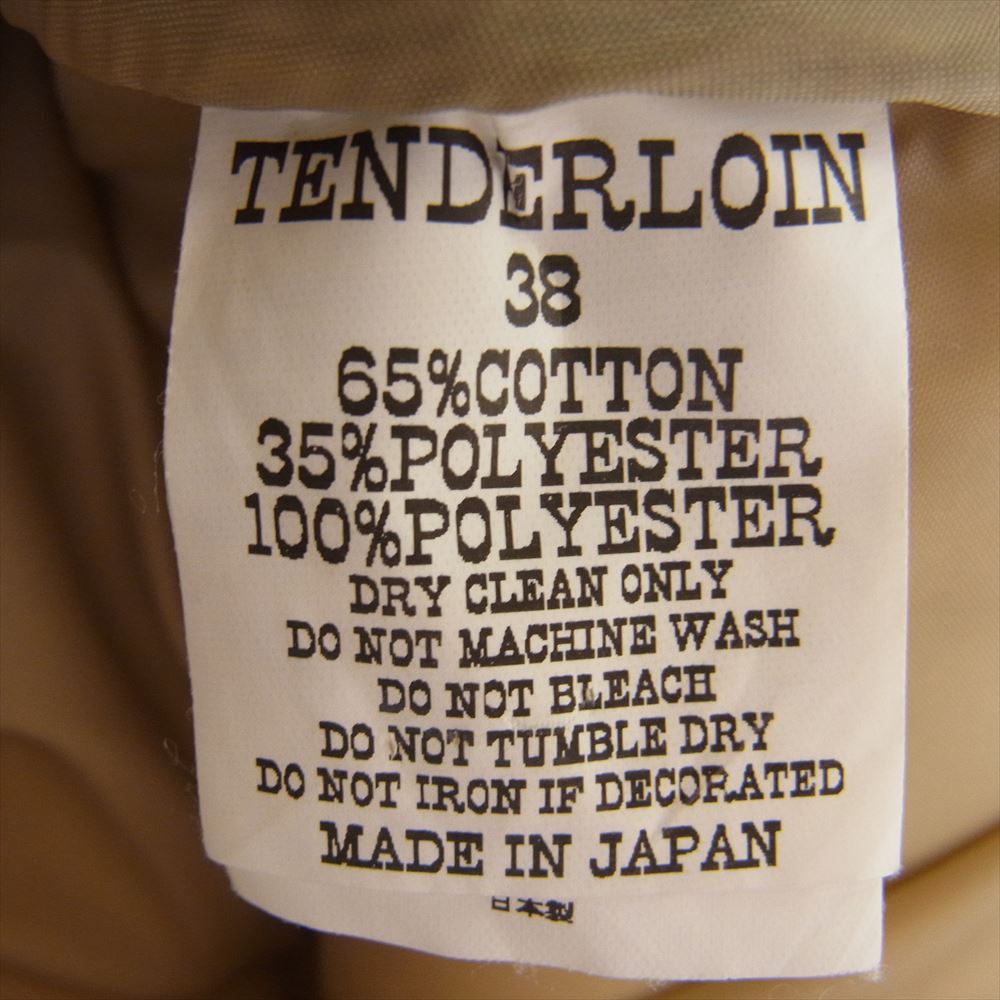 TENDERLOIN
38
65%COTTON
35%POLYESTER
100%POLYESTER
DRY CLEAN ONLY
DO NOT MACHINE WASH
DO NOT BLEACH
DO NOT TUMBLE DRY
DO NOT IRON IF DECORATED
MADE IN JAPAN
日本製